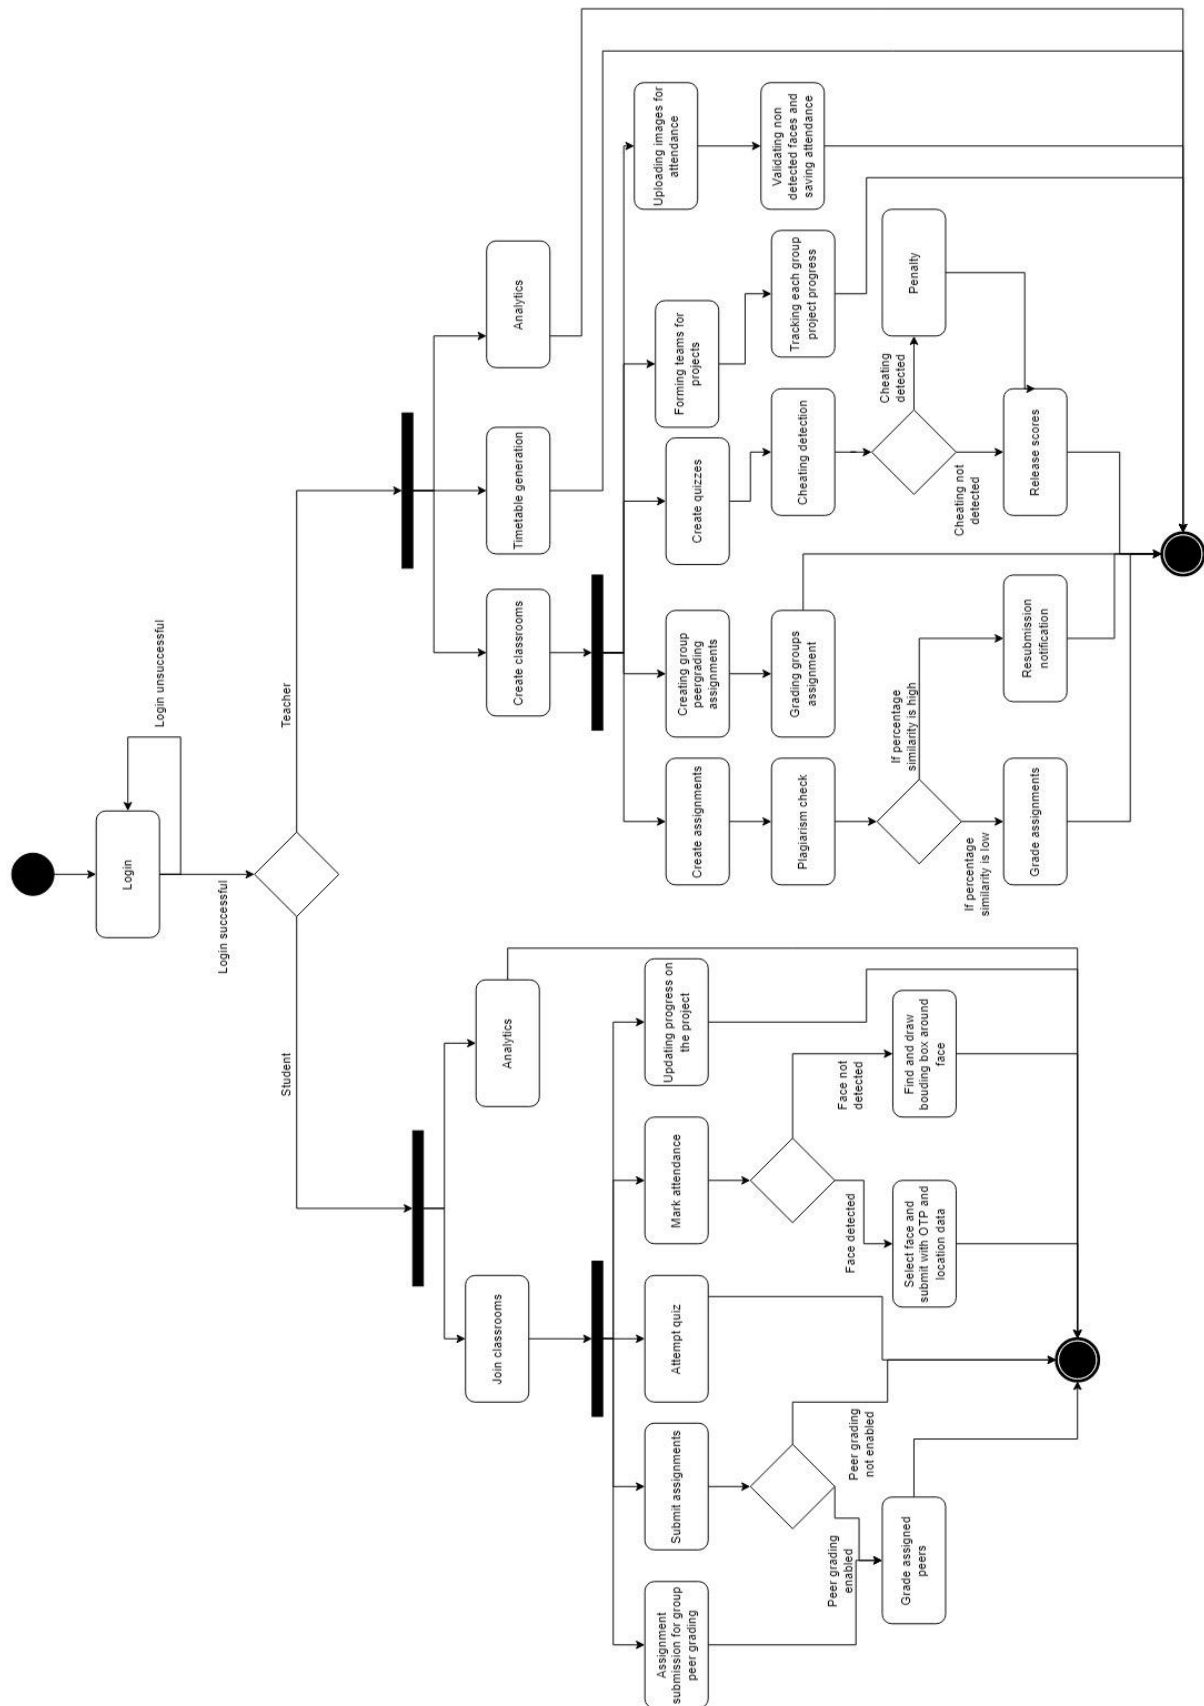 Login
Login unsuccessful
Login successful
Student
Teacher
Join classrooms
Analytics
Assignment
submission for group
peer grading
Submit assignments
Attempt quiz
Mark attendance
Updating progress on
the project
Peer grading
enabled
Peer grading
not enabled
Face detected
Face not
detected
Grade assigned
peers
Select face and
submit with OTP and
location data
Find and draw
bouding box around
face
Create classrooms
Timetable generation
Analytics
Create assignments
Creating group
peergrading
assignments
Create quizzes
Forming teams for
projects
Uploading images for
attendance
Plagiarism check
Grading groups
assignment
Cheating detection
Tracking each group
project progress
Validating non
detected faces and
saving attendance
If percentage
similarity is low
If percentage
similarity is high
Cheating not
detected
Cheating
detected
Penalty
Grade assignments
Resubmission
notification
Release scores